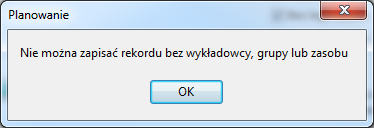 Planowanie
Nie można zapisać rekordu bez wykładowcy, grupy lub zasobu
OK